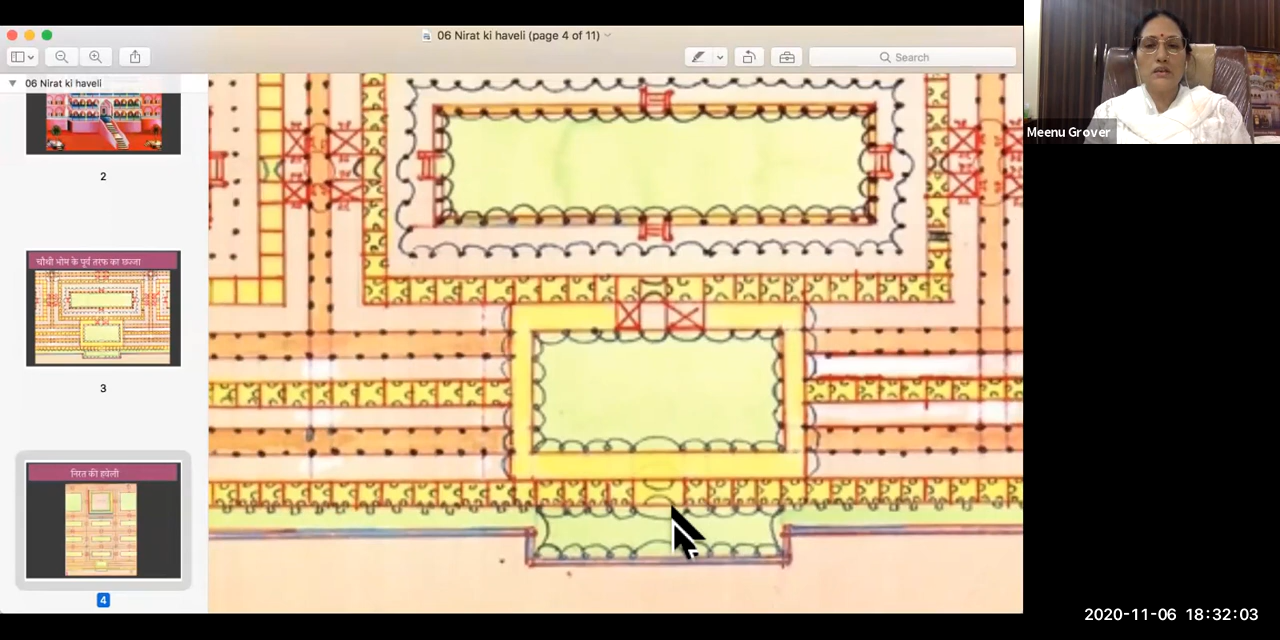 06 Nirat ki haveli (page 4 of 11)
Search
06 Nirat ki haveli
2
चौथी भोम के पूर्व तरफ का छज्जा
3
निरत की हवेली
4
Meenu Grover
2020-11-06 18:32:03